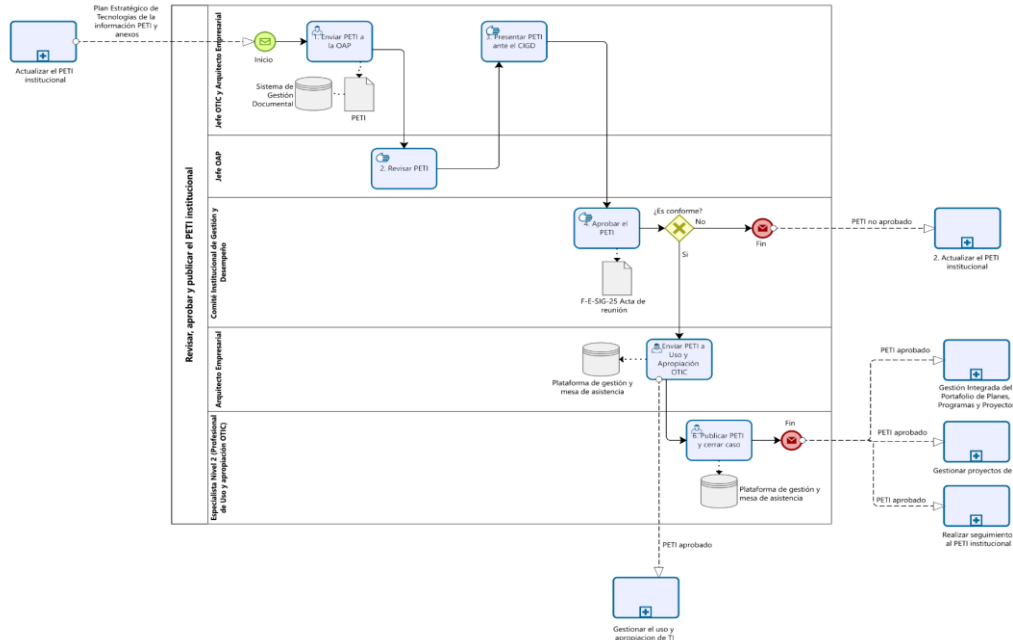 Plan Estratégico de
Tecnologías de la
información PETI y
anexos
Actualizar el PETI
institucional
Revisar, aprobar y publicar el PETI institucional
Jefe OTIC y Arquitecto Empresarial
Inicio
1. Enviar PETI a
la OAP
Sistema de
Gestión
Documental
PETI
3. Presentar PETI
ante el CIGD
Jefe OAP
2. Revisar PETI
Comité Institucional de Gestión y
Desempeño
4. Aprobar el
PETI
¿Es conforme?
No
Si
Fin
F-E-SIG-25 Acta de
reunión
PETI no aprobado
2. Actualizar el PETI
institucional
Arquitecto Empresarial
Enviar PETI a
Uso y
Apropiación
OTIC
Plataforma de gestión y
mesa de asistencia
Especialista Nivel 2 (Profesional
de Uso y apropiación OTIC)
6. Publicar PETI
y cerrar caso
Fin
Plataforma de gestión y
mesa de asistencia
PETI aprobado
Gestión Integrada del
Portafolio de Planes,
Programas y Proyecto
PETI aprobado
Gestionar proyectos de
PETI aprobado
Realizar seguimiento
al PETI institucional
PETI aprobado
Gestionar el uso y
apropiacion de TI